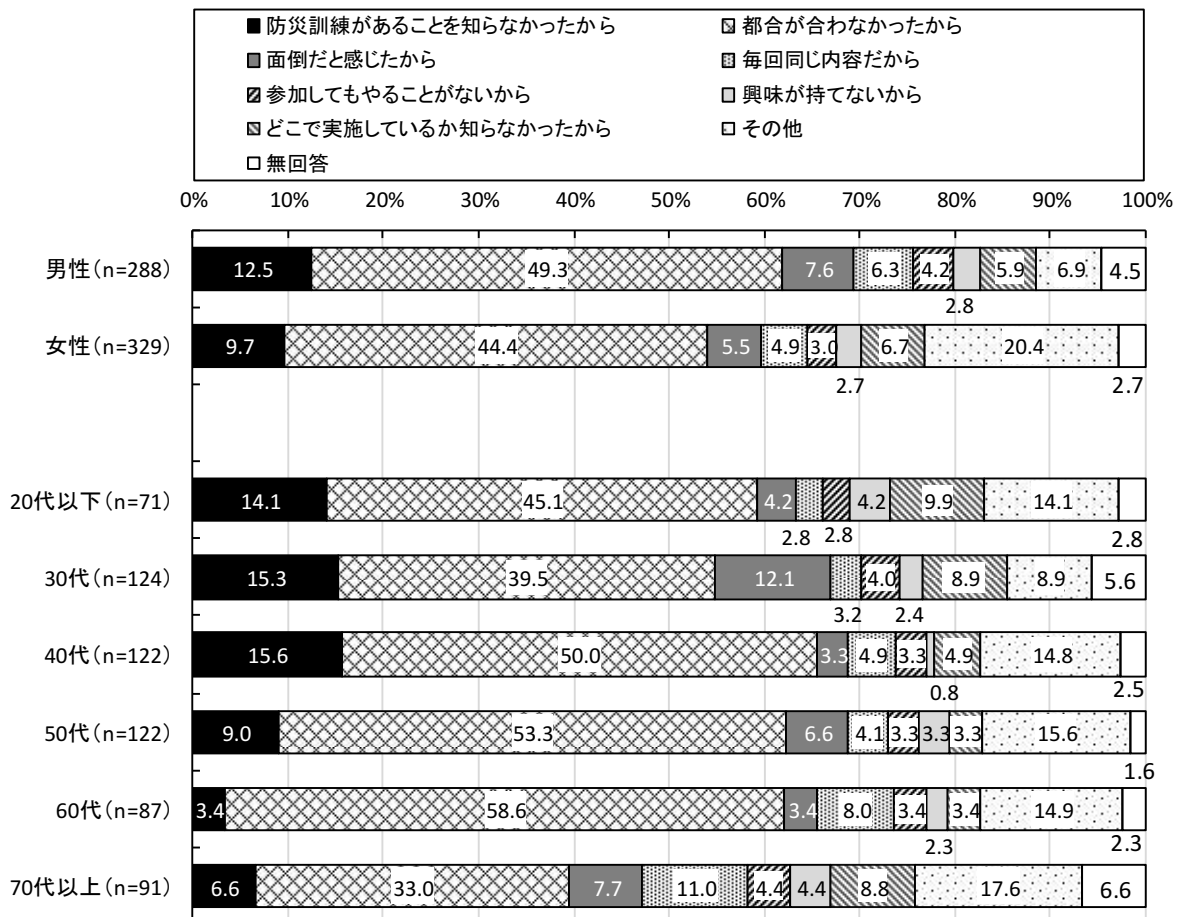 防災訓練があることを知らなかったから 都合が合わなかったから
面倒だと感じたから 毎回同じ内容だから
参加してもやることがないから 興味が持てないから
どこで実施しているか知らなかったから その他
無回答
0% 10% 20% 30% 40% 50% 60% 70% 80% 90% 100%
男性(n=288) 12.5 49.3 7.6 6.3 4.2 5.9 6.9 4.5
2.8
女性(n=329) 9.7 44.4 5.5 4.9 3.0 6.7 20.4
2.7 2.7
20代以下(n=71) 14.1 45.1 4.2 4.2 9.9 14.1
2.8 2.8 2.8
30代(n=124) 15.3 39.5 12.1 4.0 8.9 8.9 5.6
3.2 2.4
40代(n=122) 15.6 50.0 3.3 4.9 3.3 4.9 14.8
0.8 2.5
50代(n=122) 9.0 53.3 6.6 4.1 3.3 3.3 3.3 15.6
1.6
60代(n=87) 3.4 58.6 3.4 8.0 3.4 3.4 14.9
2.3 2.3
70代以上(n=91) 6.6 33.0 7.7 11.0 4.4 4.4 8.8 17.6 6.6